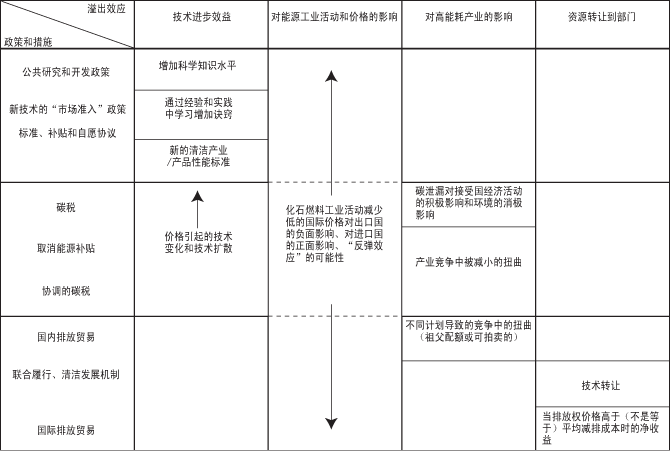 溢出效应
政策和措施
技术进步效益
对能源工业活动和价格的影响
对高能耗产业的影响
资源转让到部门
公共研究和开发政策
新技术的“市场准入”政策
标准、补贴和自愿协议
增加科学知识水平
通过经验和实践
中学习增加诀窍
新的清洁产业
/产品性能标准
碳税
取消能源补贴
协调的碳税
价格引起的技术
变化和技术扩散
化石燃料工业活动减少
低的国际价格对出口国
的负面影响、对进口国
的正面影响、“反弹效
应”的可能性
碳泄漏对接受国经济活动
的积极影响和环境的消极
影响
产业竞争中被减小的扭曲
国内排放贸易
联合履行、清洁发展机制
国际排放贸易
不同计划导致的竞争中的扭曲
（祖父配额或可拍卖的）
技术转让
当排放权价格高于（不是等
于）平均减排成本时的净收
益